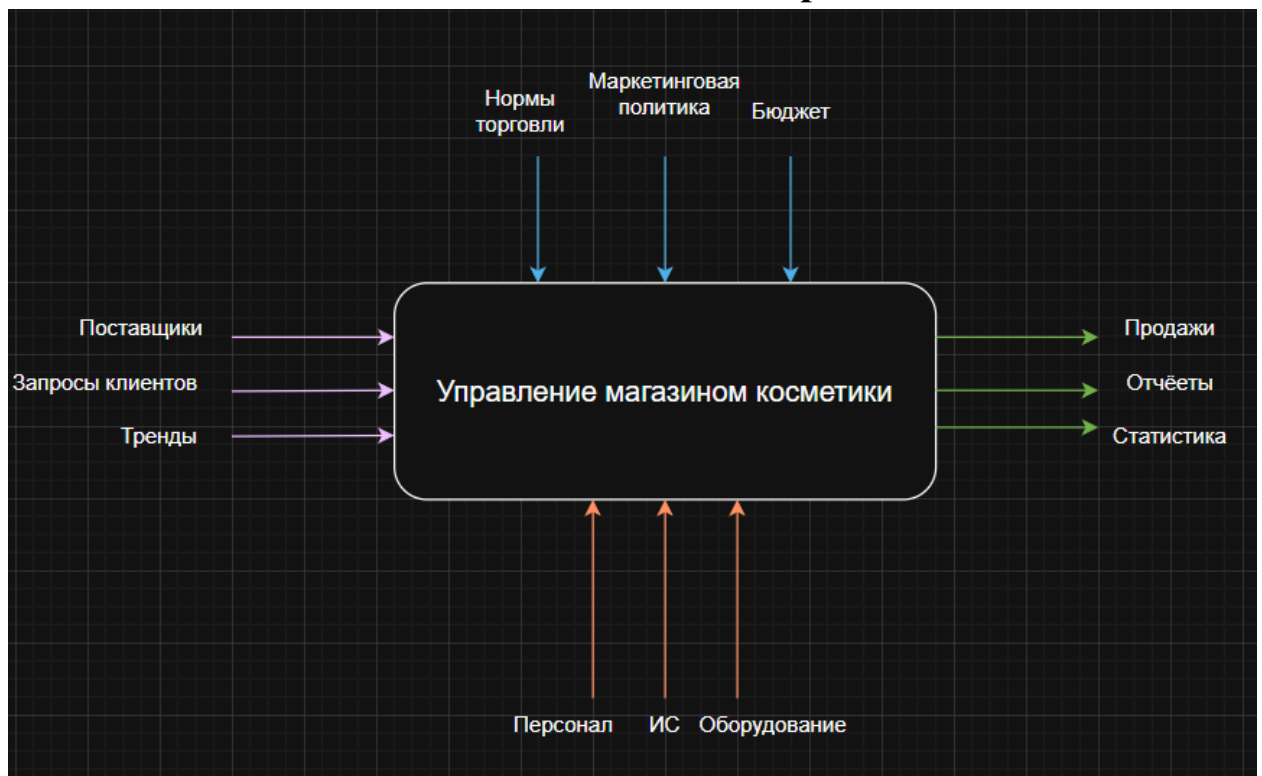 Маркетинговая
политика
Нормы
торговли
Бюджет
Поставщики
Запросы клиентов
Тренды
Управление магазином косметики
Продажи
Отчёеты
Статистика
Персонал
ИС
Оборудование